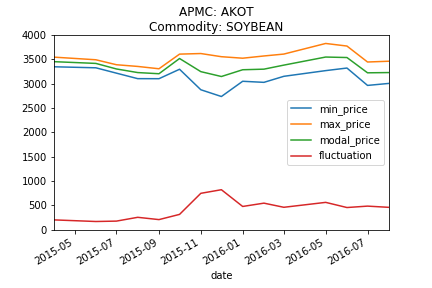 APMC: AKOT
Commodity: SOYBEAN
4000
3500
3000
2500
2000
1500
1000
500
0
min_price
max_price
modal_price
fluctuation
2015-05
2015-07
2015-09
2015-11
2016-01
2016-03
2016-05
2016-07
date